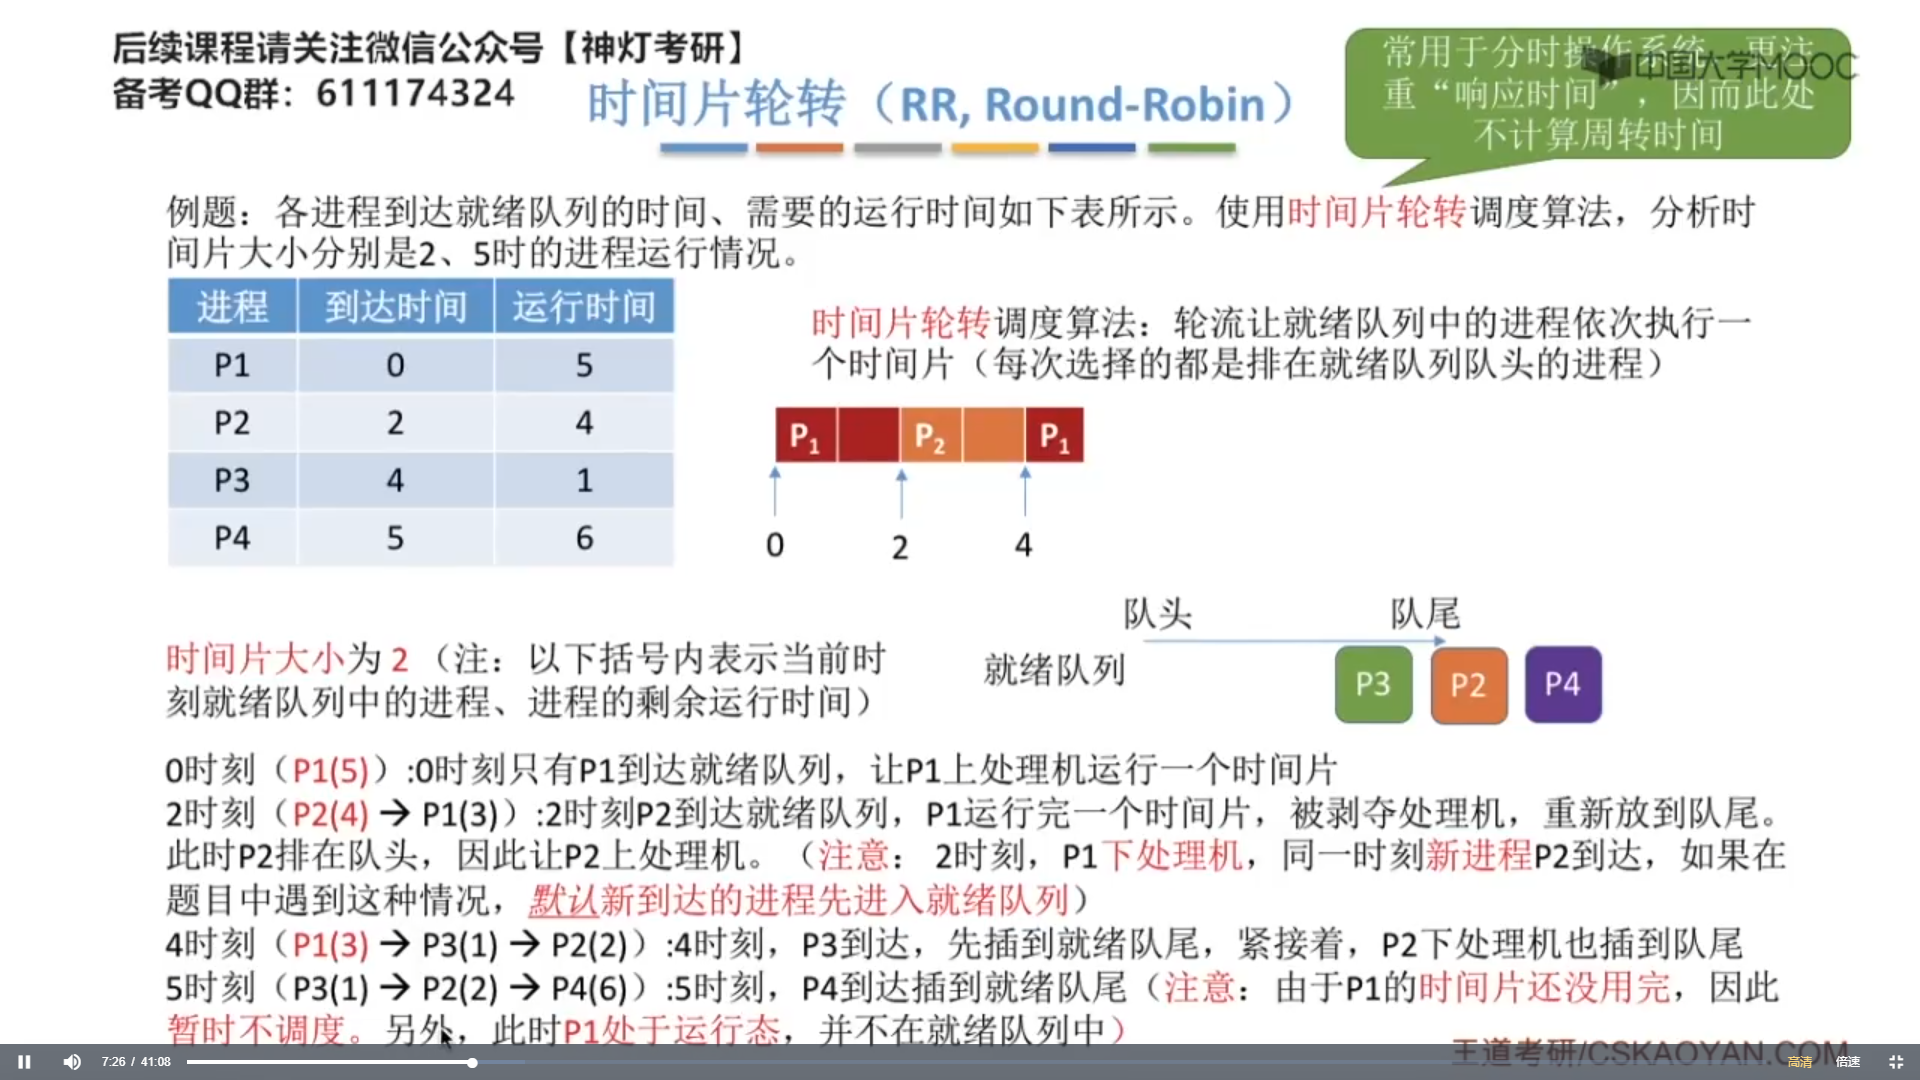 后续课程请关注微信公众号【神灯考研】
备考QQ群：611174324
时间片轮转（RR, Round-Robin）
常用于分时操作系统，更注
重“响应时间”，因而此处
不计算周转时间
中国大学MOOC
例题：各进程到达就绪队列的时间、需要的运行时间如下表所示。使用时间片轮转调度算法，分析时
间片大小分别是2、5时的进程运行情况。
进程 到达时间 运行时间
P1 0 5
P2 2 4
P3 4 1
P4 5 6
时间片轮转调度算法：轮流让就绪队列中的进程依次执行一
个时间片（每次选择的都是排在就绪队列队头的进程）
P1 P2 P1
0 2 4
队头 队尾
就绪队列 P3 P2 P4
时间片大小为 2 （注：以下括号内表示当前时
刻就绪队列中的进程、进程的剩余运行时间）
0时刻（P1(5)）:0时刻只有P1到达就绪队列，让P1上处理机运行一个时间片
2时刻（P2(4) → P1(3)）:2时刻P2到达就绪队列，P1运行完一个时间片，被剥夺处理机，重新放到队尾。
此时P2排在队头，因此让P2上处理机。（注意： 2时刻，P1下处理机，同一时刻新进程P2到达，如果在
题目中遇到这种情况，默认新到达的进程先进入就绪队列）
4时刻（P1(3) → P3(1) → P2(2)）:4时刻，P3到达，先插到就绪队尾，紧接着，P2下处理机也插到队尾
5时刻（P3(1) → P2(2) → P4(6)）:5时刻，P4到达插到就绪队尾（注意：由于P1的时间片还没用完，因此
暂时不调度。另外，此时P1处于运行态，并不在就绪队列中）
王道考研/CSKAOYAN.COM
7:26 / 41:08 高清 倍速